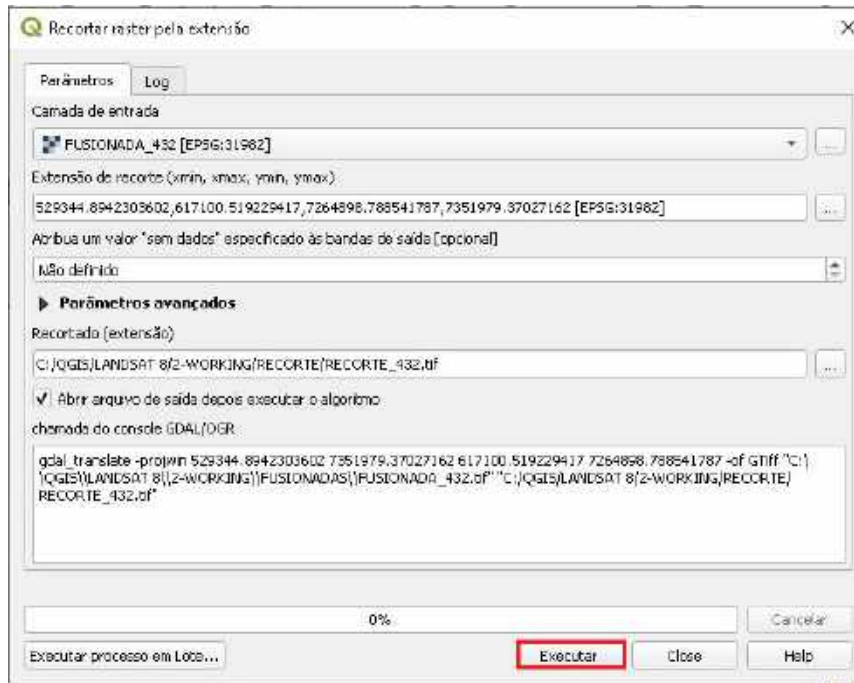 Recortar raster pela extensão
Parâmetros Log
Camada de entrada
FUSIONADA_432 [EPSG:31982]
...
Extensão de recorte (xmin, xmax, ymin, ymax)
529344.8942303602,617100.519229417,7264898.788541787,7351979.37027162 [EPSG:31982]
...
Atribua um valor "sem dados" especificado às bandas de saída [opcional]
Não definido
Parâmetros avançados
Recortado (extensão)
C:/QGIS/LANDSAT 8/2-WORKING/RECORTE/RECORTE_432.tif
...
Abrir arquivo de saída depois executar o algoritmo
chamada do console GDAL/OGR
gdal_translate -projwin 529344.8942303602 7351979.37027162 617100.519229417 7264898.788541787 -of GTiff "C:\
\QGIS\\LANDSAT 8\\2-WORKING\\FUSIONADAS\\FUSIONADA_432.tif" "C:/QGIS/LANDSAT 8/2-WORKING/RECORTE/
RECORTE_432.tif"
0% Cancelar
Executar processo em Lote... Executar Close Help